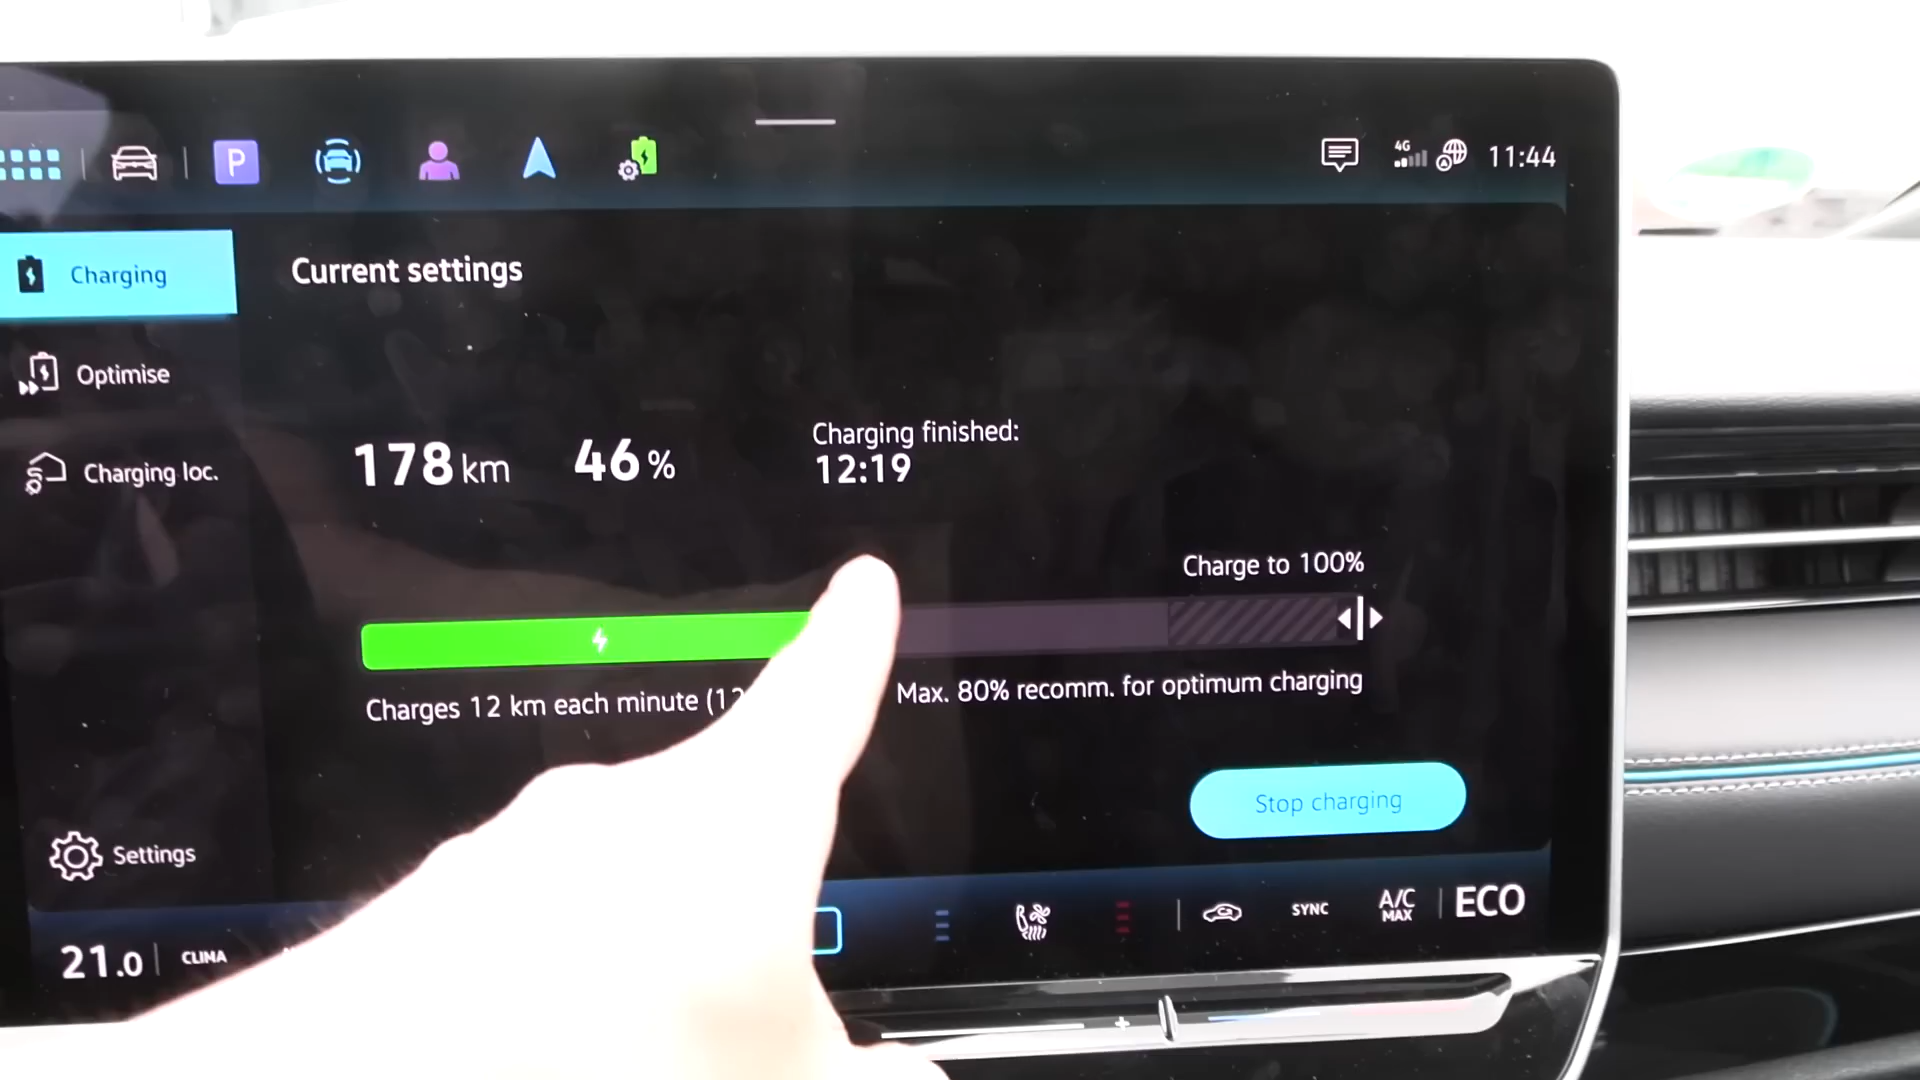 P
4G
11:44
Charging
Current settings
Optimise
Charging loc.
178 km
46 %
Charging finished:
12:19
Charge to 100%
Charges 12 km each minute (12
Max. 80% recomm. for optimum charging
Stop charging
Settings
21.0
CLIMA
SYNC
A/C
MAX
ECO